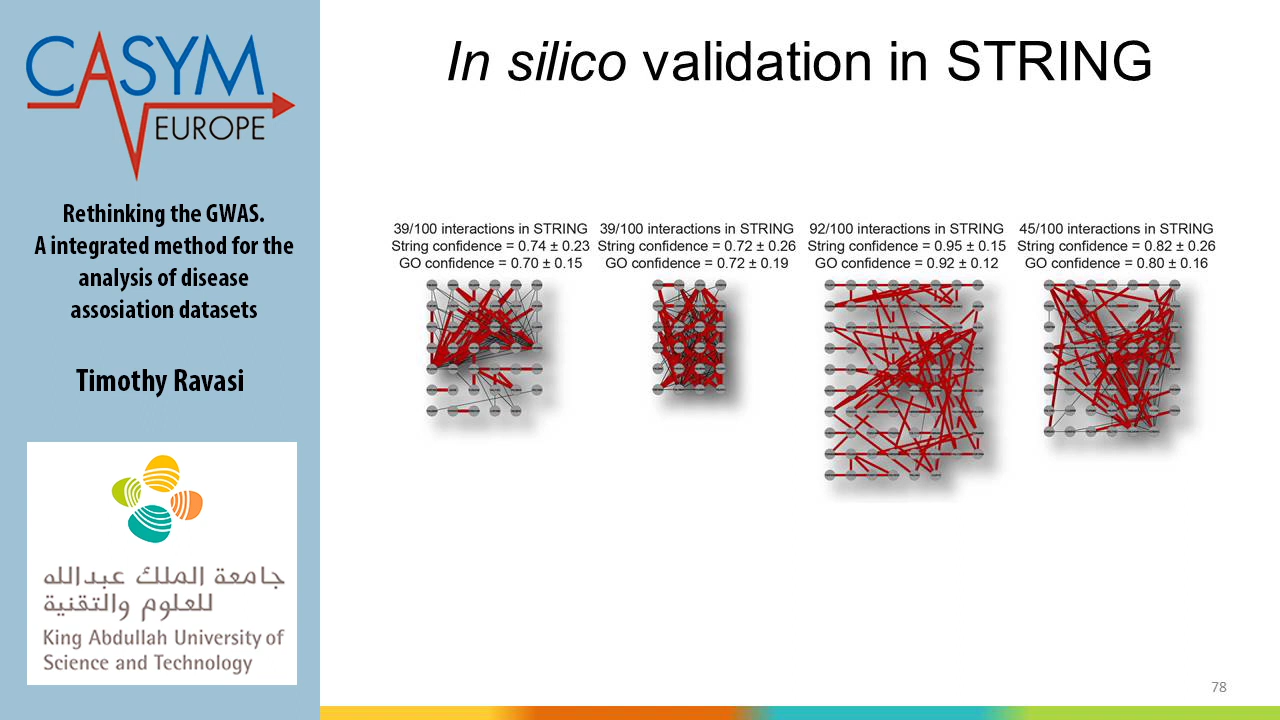 CASYM
EUROPE
Rethinking the GWAS.
A integrated method for the
analysis of disease
assosiation datasets
Timothy Ravasi
جامعة الملك عبدالله
للعلوم والتقنية
King Abdullah University of
Science and Technology
In silico validation in STRING
39/100 interactions in STRING
String confidence = 0.74 ± 0.23
GO confidence = 0.70 ± 0.15
39/100 interactions in STRING
String confidence = 0.72 ± 0.26
GO confidence = 0.72 ± 0.19
92/100 interactions in STRING
String confidence = 0.95 ± 0.15
GO confidence = 0.92 ± 0.12
45/100 interactions in STRING
String confidence = 0.82 ± 0.26
GO confidence = 0.80 ± 0.16
78